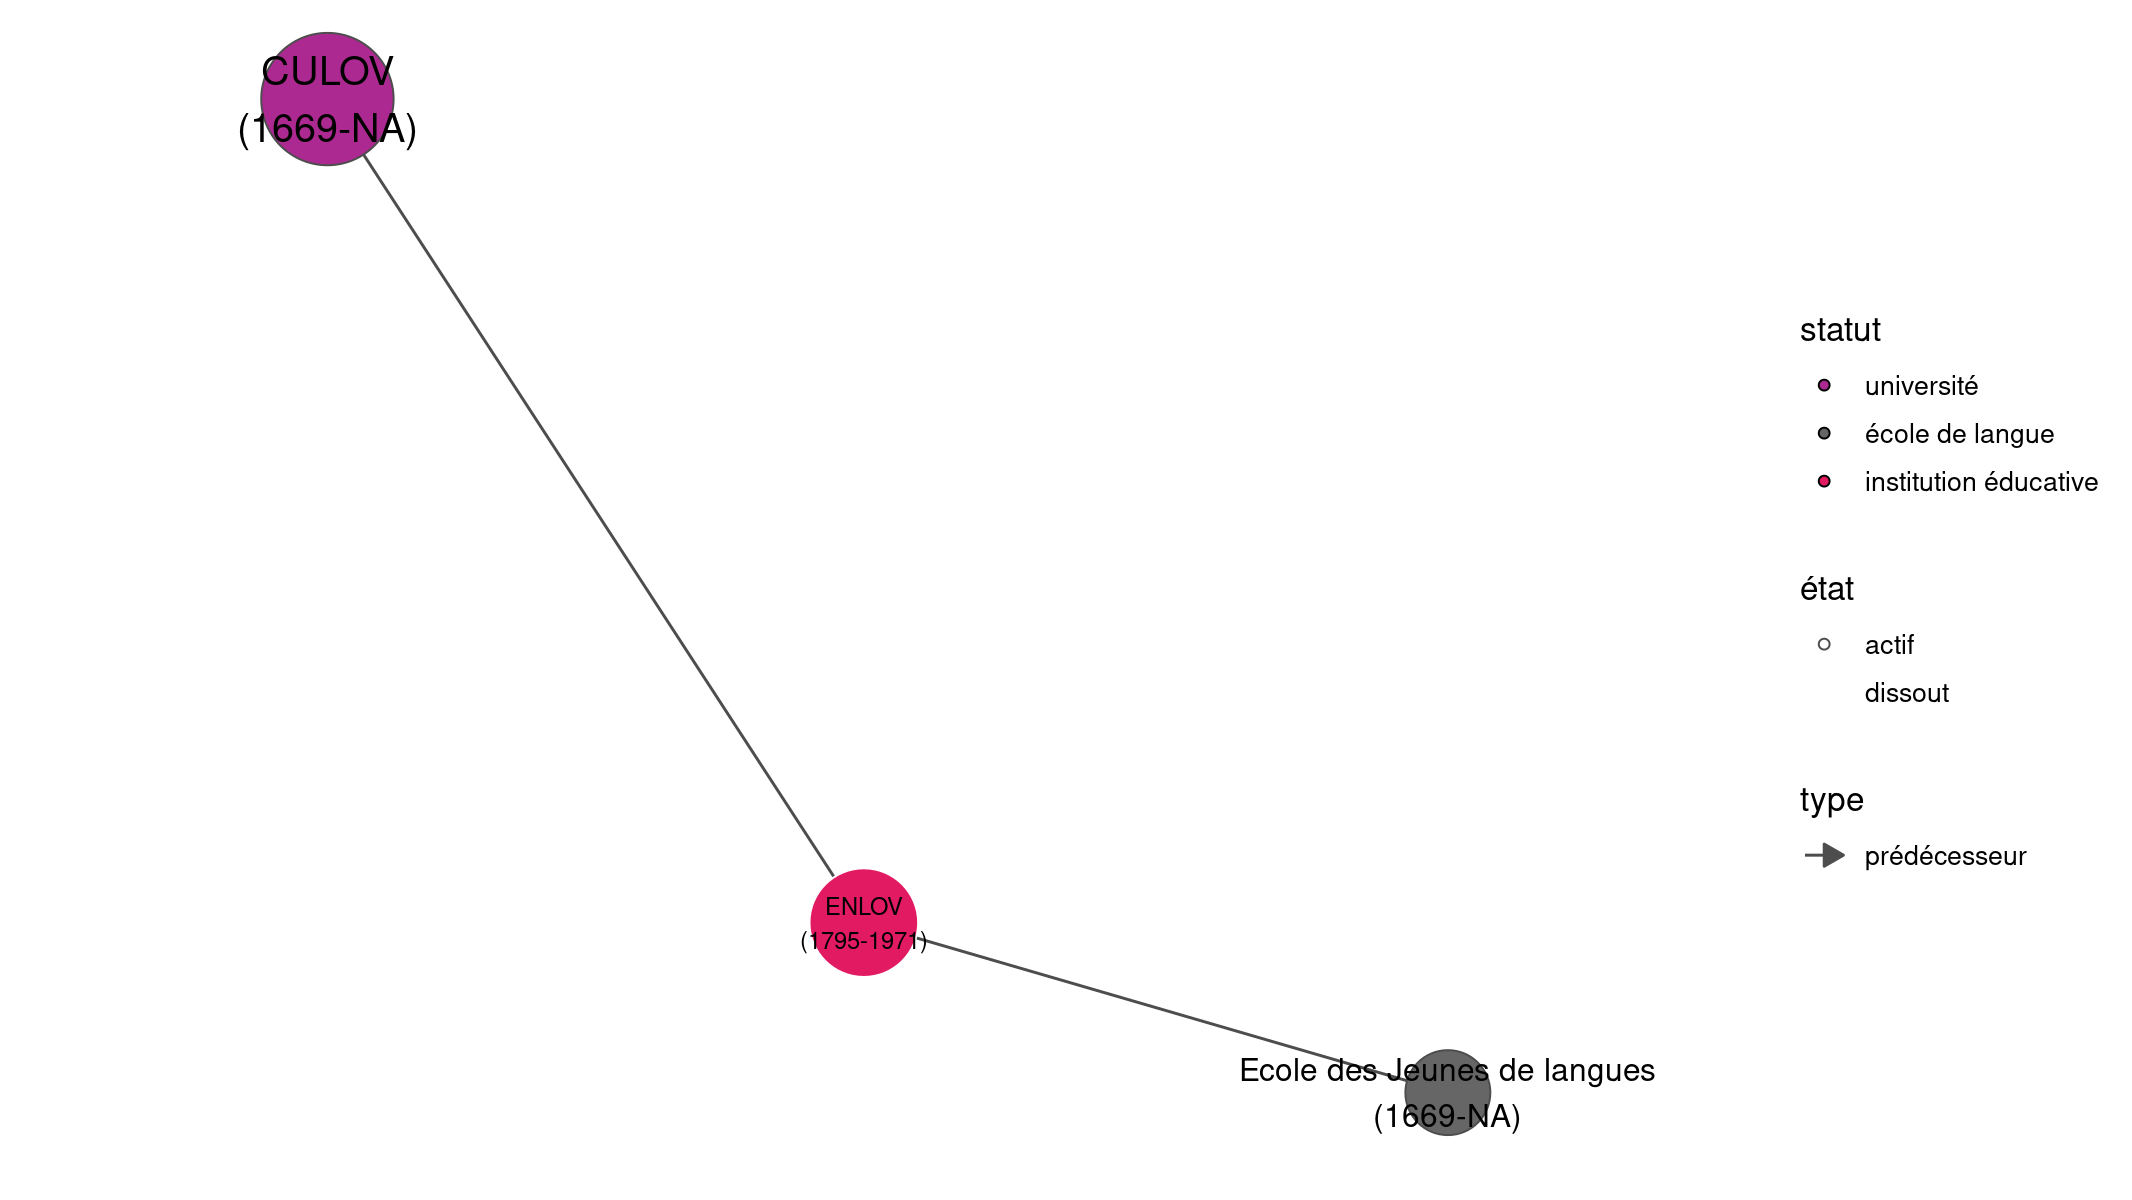 CULOV
(1669-NA)
ENLOV
(1795-1971)
Ecole des Jeunes de langues
(1669-NA)
statut
université
école de langue
institution éducative
état
actif
dissout
type
prédécesseur